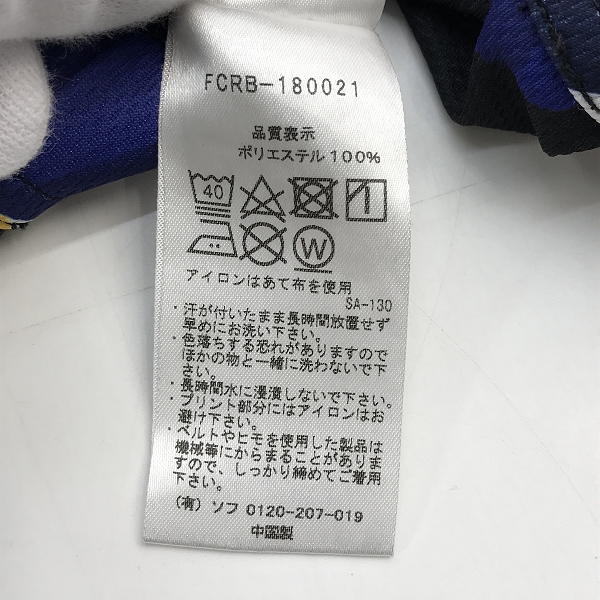 FCRB-180021
品質表示
ポリエステル 100%
40
W
アイロンはあて布を使用
SA-130
・汗が付いたまま長時間放置せず
早めにお洗い下さい。
・色落ちする恐れがありますので
ほかの物と一緒に洗わないで下
さい。
・長時間水に浸漬しないで下さい。
・プリント部分にはアイロンはお
避け下さい。
・ベルトやヒモを使用した製品は
機械等にからまることがありま
すので、しっかり締めてご着用
下さい。
(有) ソフ 0120-207-019
中国製